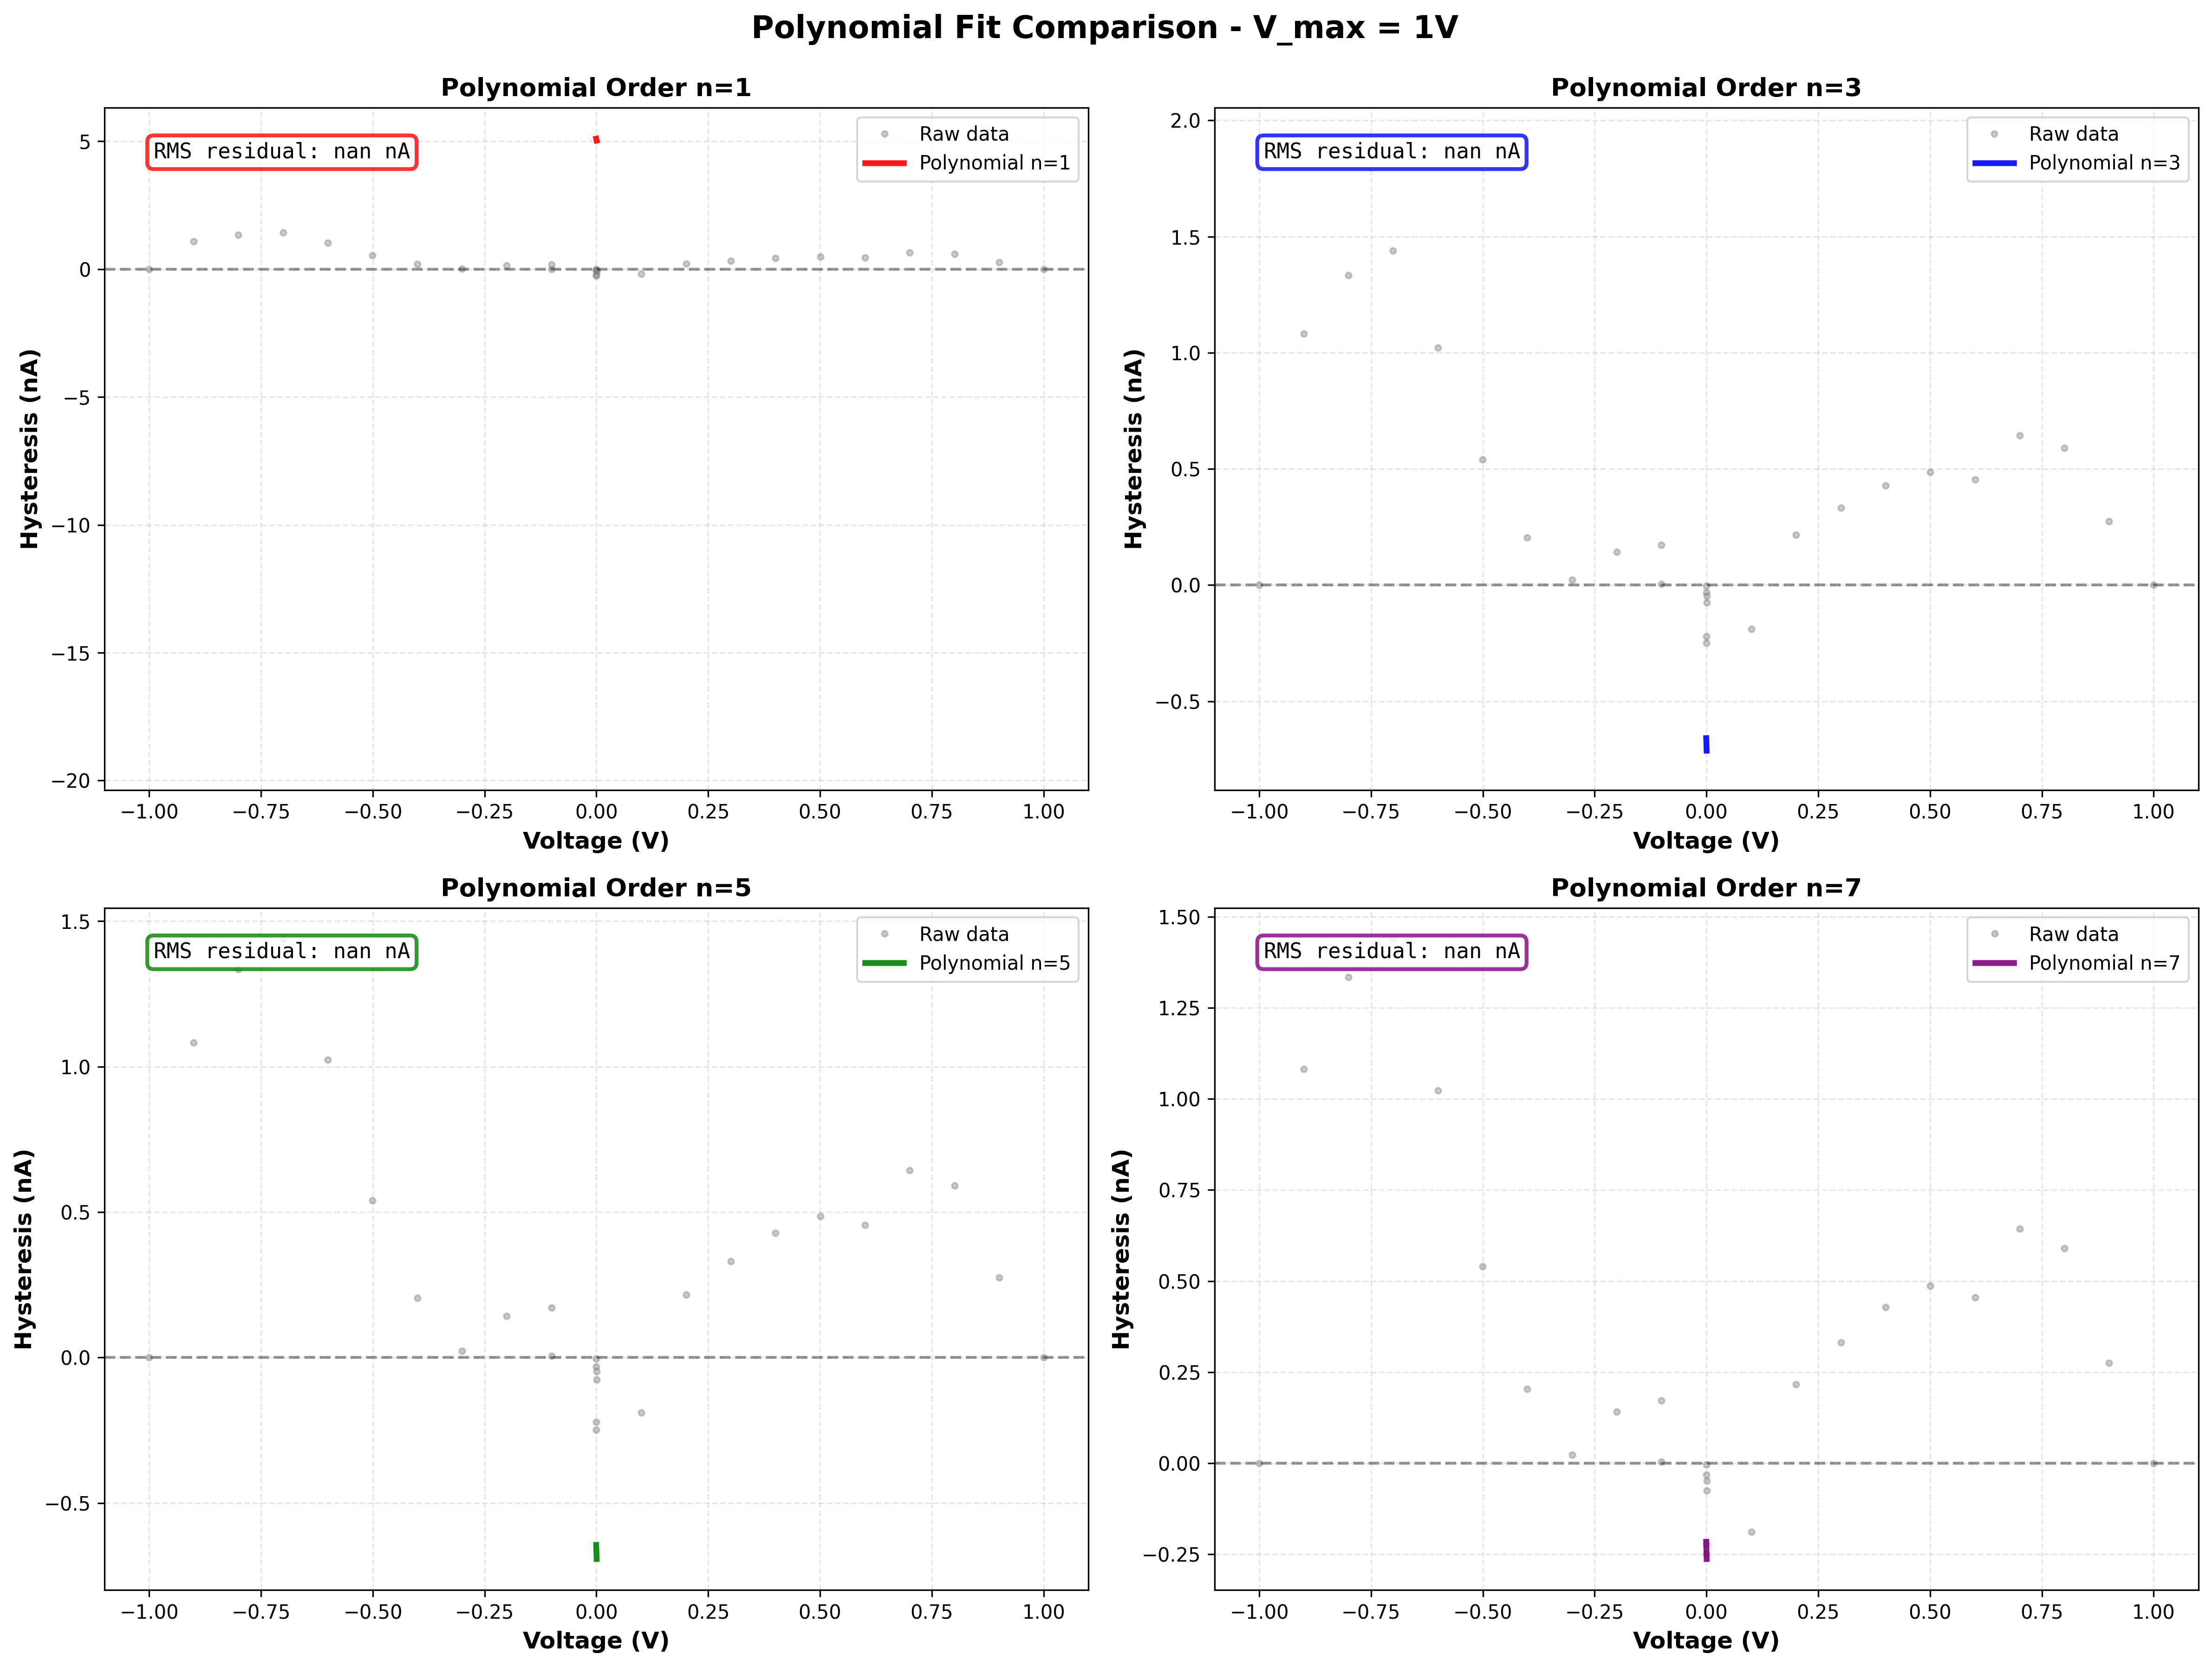 Polynomial Fit Comparison - V_max = 1V
Polynomial Order n=1
RMS residual: nan nA
Raw data
Polynomial n=1
Hysteresis (nA)
5
0
−5
−10
−15
−20
−1.00 −0.75 −0.50 −0.25 0.00 0.25 0.50 0.75 1.00
Voltage (V)
Polynomial Order n=3
RMS residual: nan nA
Raw data
Polynomial n=3
Hysteresis (nA)
2.0
1.5
1.0
0.5
0.0
−0.5
−1.00 −0.75 −0.50 −0.25 0.00 0.25 0.50 0.75 1.00
Voltage (V)
Polynomial Order n=5
RMS residual: nan nA
Raw data
Polynomial n=5
Hysteresis (nA)
1.5
1.0
0.5
0.0
−0.5
−1.00 −0.75 −0.50 −0.25 0.00 0.25 0.50 0.75 1.00
Voltage (V)
Polynomial Order n=7
RMS residual: nan nA
Raw data
Polynomial n=7
Hysteresis (nA)
1.50
1.25
1.00
0.75
0.50
0.25
0.00
−0.25
−1.00 −0.75 −0.50 −0.25 0.00 0.25 0.50 0.75 1.00
Voltage (V)